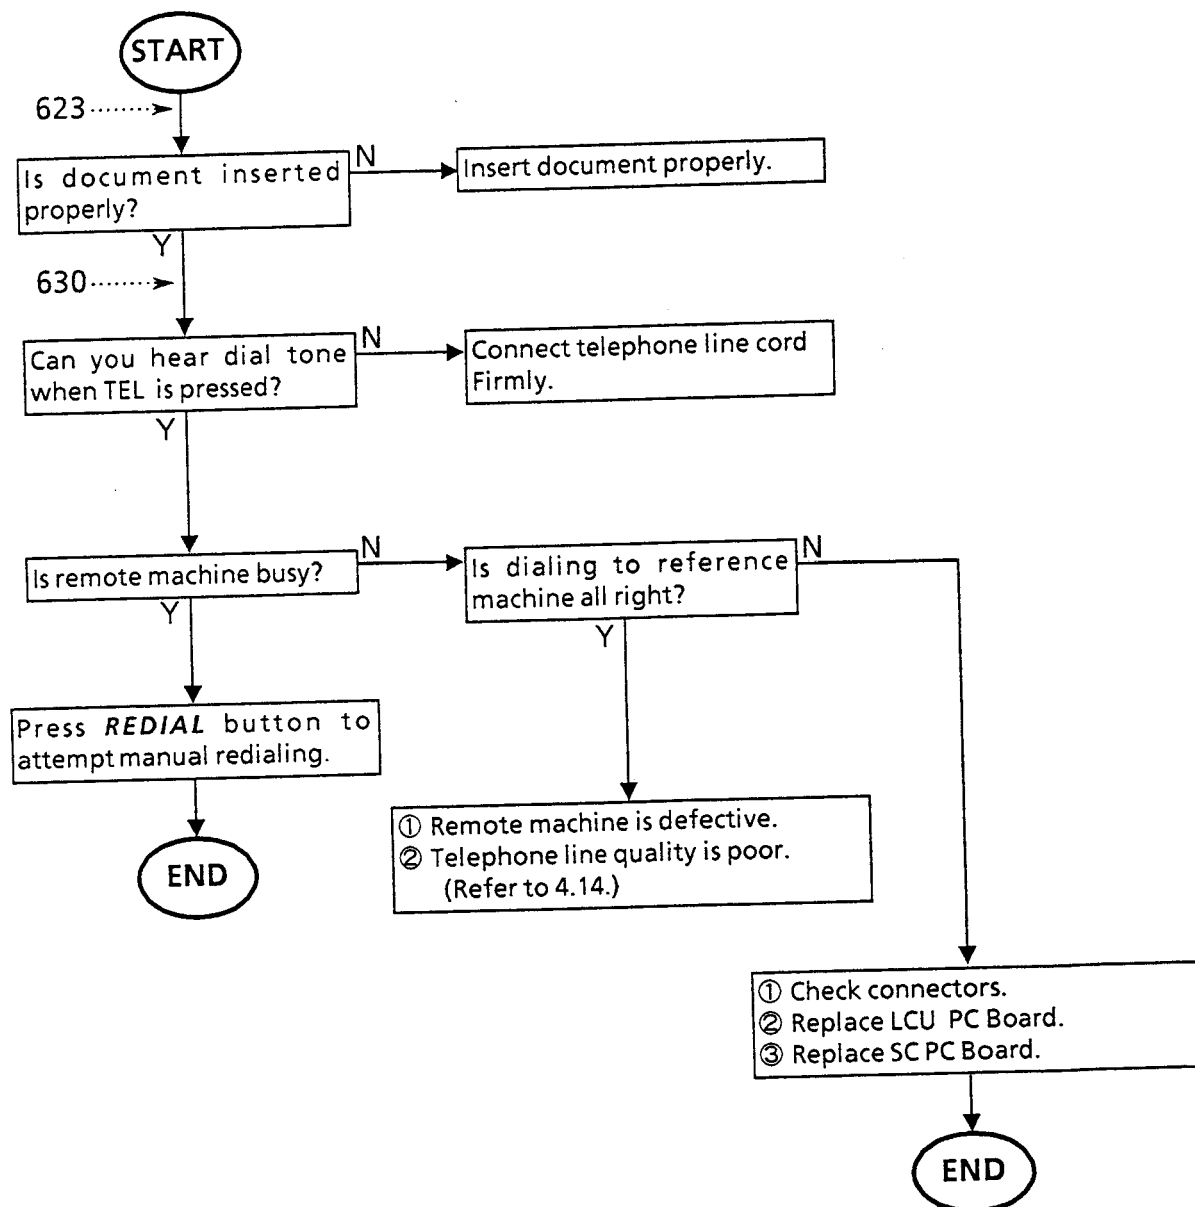 START
623
Is document inserted
properly?
N
Insert document properly.
Y
630
Can you hear dial tone
when TEL is pressed?
N
Connect telephone line cord
Firmly.
Y
Is remote machine busy?
N
Is dialing to reference
machine all right?
N
Y
Y
Press REDIAL button to
attempt manual redialing.
END
① Remote machine is defective.
② Telephone line quality is poor.
(Refer to 4.14.)
① Check connectors.
② Replace LCU PC Board.
③ Replace SC PC Board.
END